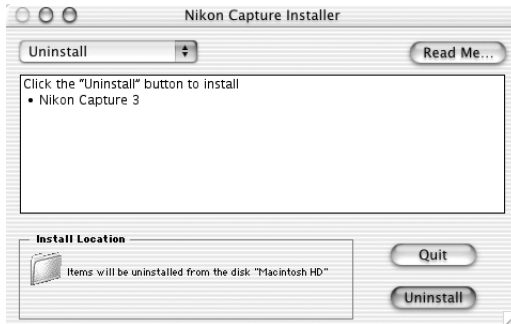 Nikon Capture Installer
Uninstall
Read Me...
Click the "Uninstall" button to install
• Nikon Capture 3
Install Location
Items will be uninstalled from the disk "Macintosh HD"
Quit
Uninstall